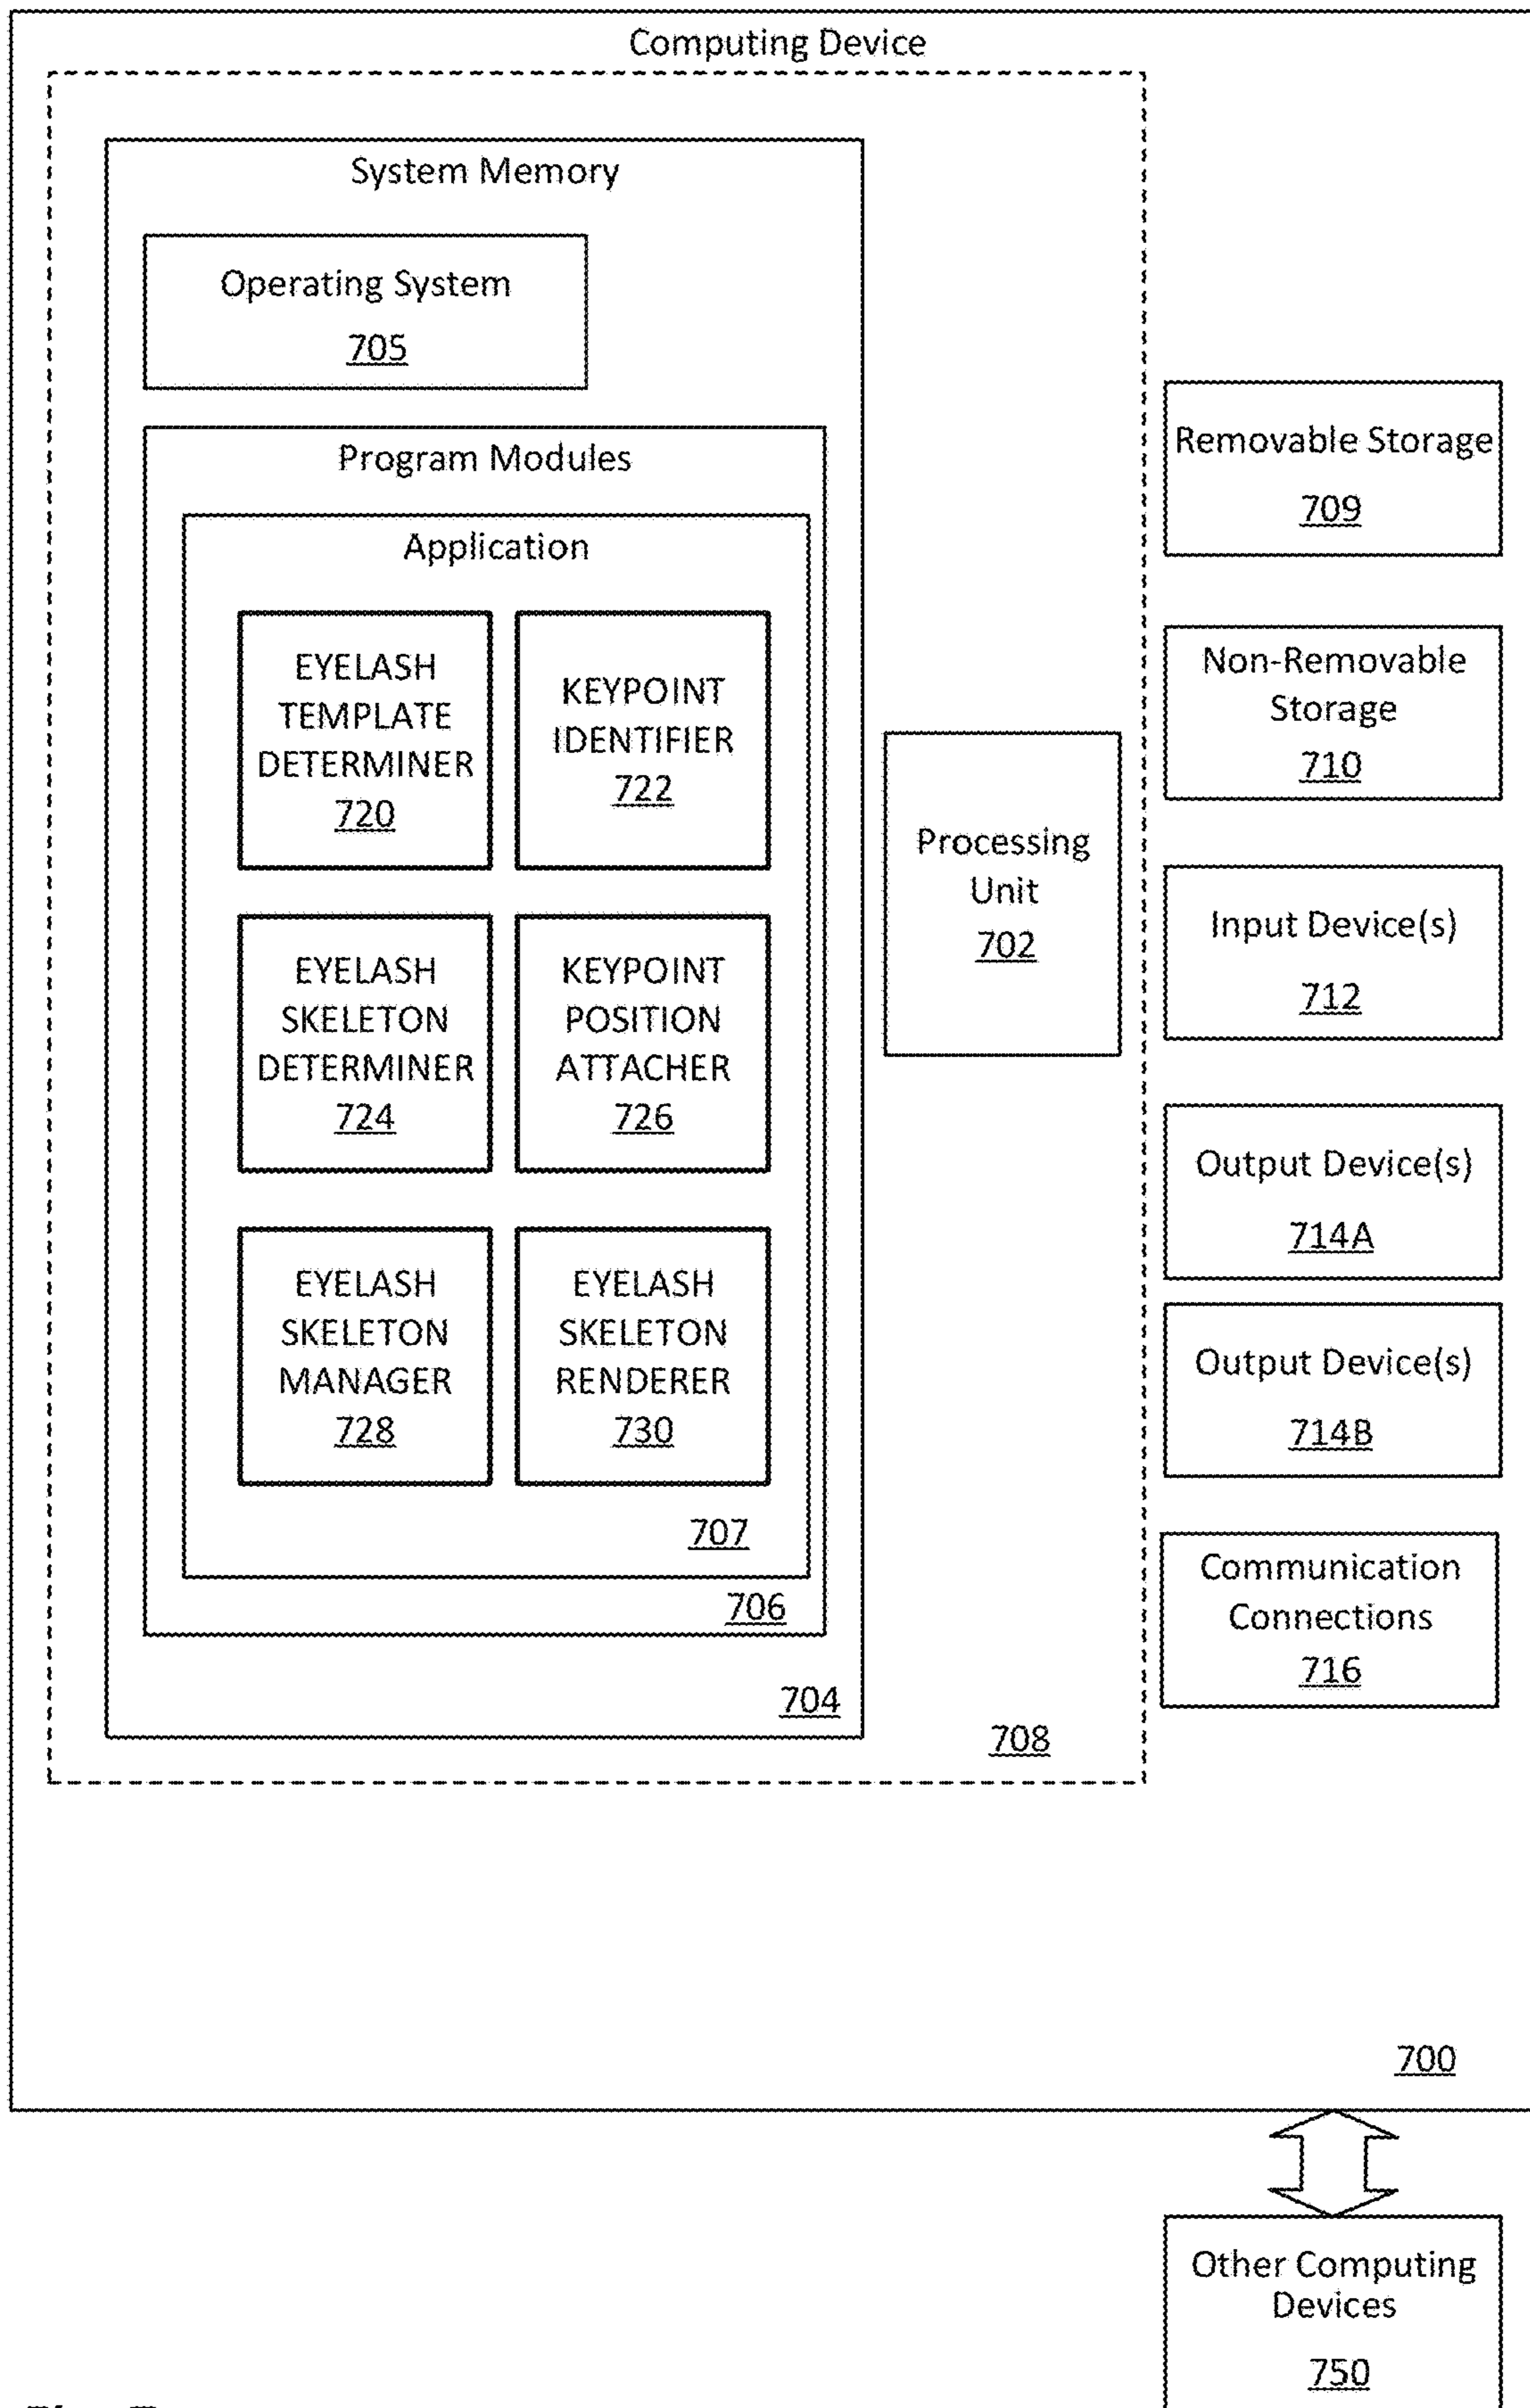 Computing Device
System Memory
Operating System
705
Program Modules
Application
EYELASH
TEMPLATE
DETERMINER
720
KEYPOINT
IDENTIFIER
722
EYELASH
SKELETON
DETERMINER
724
KEYPOINT
POSITION
ATTACHER
726
EYELASH
SKELETON
MANAGER
728
EYELASH
SKELETON
RENDERER
730
707
706
704
Processing
Unit
702
708
Removable Storage
709
Non-Removable
Storage
710
Input Device(s)
712
Output Device(s)
714A
Output Device(s)
714B
Communication
Connections
716
700
Other Computing
Devices
750